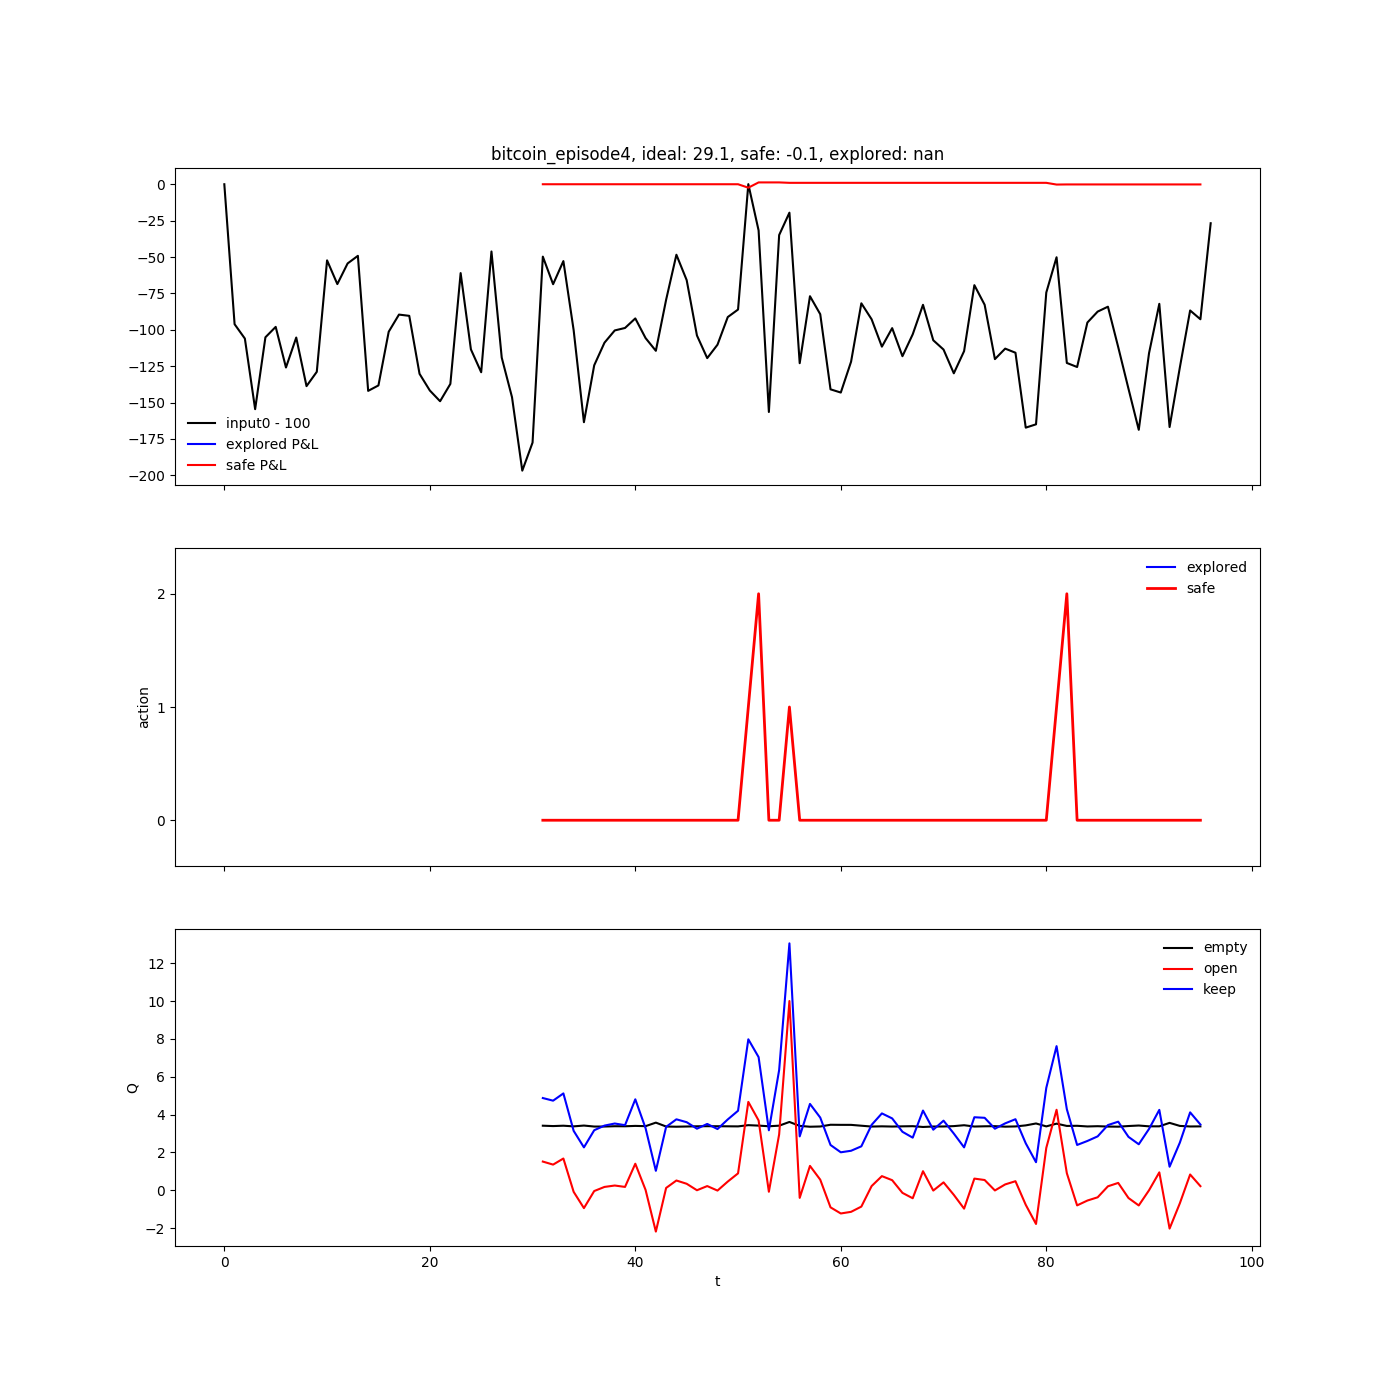 bitcoin_episode4, ideal: 29.1, safe: -0.1, explored: nan
0
−25
−50
−75
−100
−125
−150
−175
−200
input0 - 100
explored P&L
safe P&L
action
2
1
0
explored
safe
Q
12
10
8
6
4
2
0
−2
empty
open
keep
0 20 40 60 80 100
t